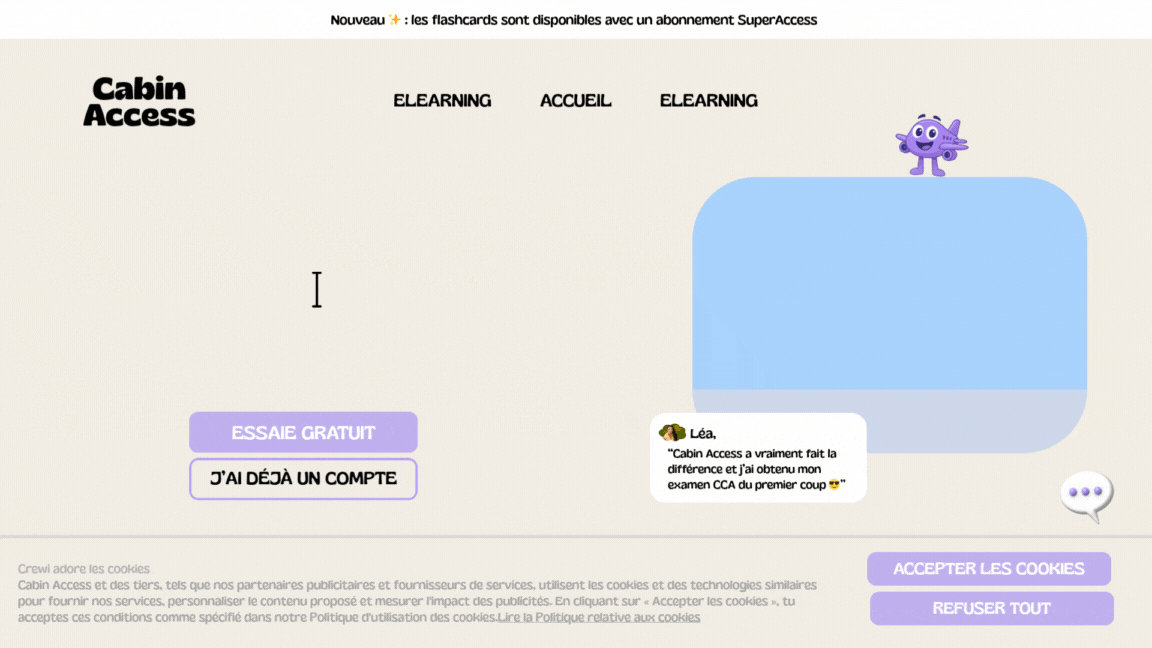 Nouveau ✨ : les flashcards sont disponibles avec un abonnement SuperAccess
Cabin
Access
ELEARNING
ACCUEIL
ELEARNING
ESSAIE GRATUIT
J'AI DÉJÀ UN COMPTE
Léa,
"Cabin Access a vraiment fait la
différence et j'ai obtenu mon
examen CCA du premier coup 😎"
Crewi adore les cookies
Cabin Access et des tiers, tels que nos partenaires publicitaires et fournisseurs de services, utilisent les cookies et des technologies similaires
pour fournir nos services, personnaliser le contenu proposé et mesurer l'impact des publicités. En cliquant sur « Accepter les cookies », tu
acceptes ces conditions comme spécifié dans notre Politique d'utilisation des cookies.Lire la Politique relative aux cookies
ACCEPTER LES COOKIES
REFUSER TOUT